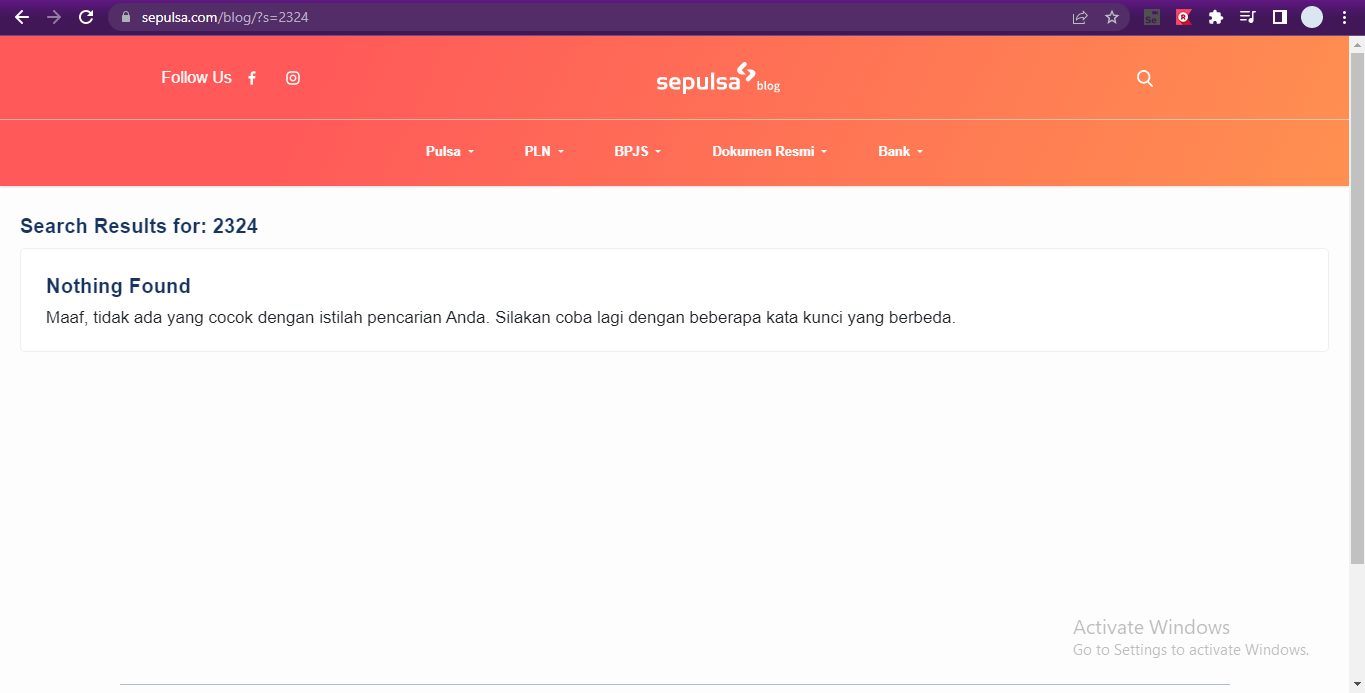 sepulsa.com/blog/?s=2324
Se
R
Follow Us
sepulsa blog
Pulsa
PLN
BPJS
Dokumen Resmi
Bank
Search Results for: 2324
Nothing Found
Maaf, tidak ada yang cocok dengan istilah pencarian Anda. Silakan coba lagi dengan beberapa kata kunci yang berbeda.
Activate Windows
Go to Settings to activate Windows.